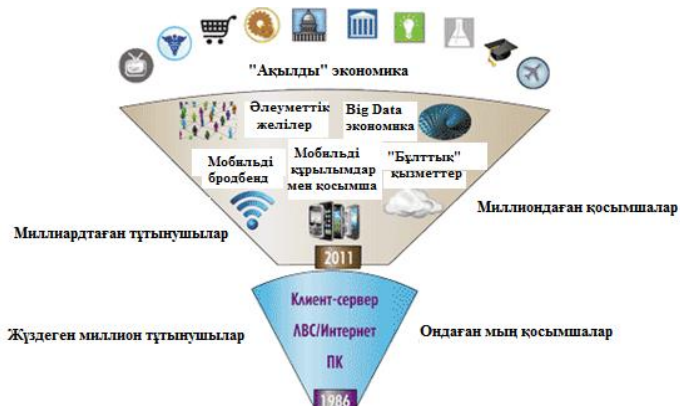 "Ақылды" экономика
Әлеуметтік
желілер
Big Data
экономика
Мобильді
бродбенд
Мобильді
құрылымдар
мен қосымша
"Бұлттық"
қызметтер
Миллиардтаған тұтынушылар
Миллиондаған қосымшалар
2011
Клиент-сервер
ЛВС/Интернет
ПК
Жүздеген миллион тұтынушылар
Ондаған мың қосымшалар
1986